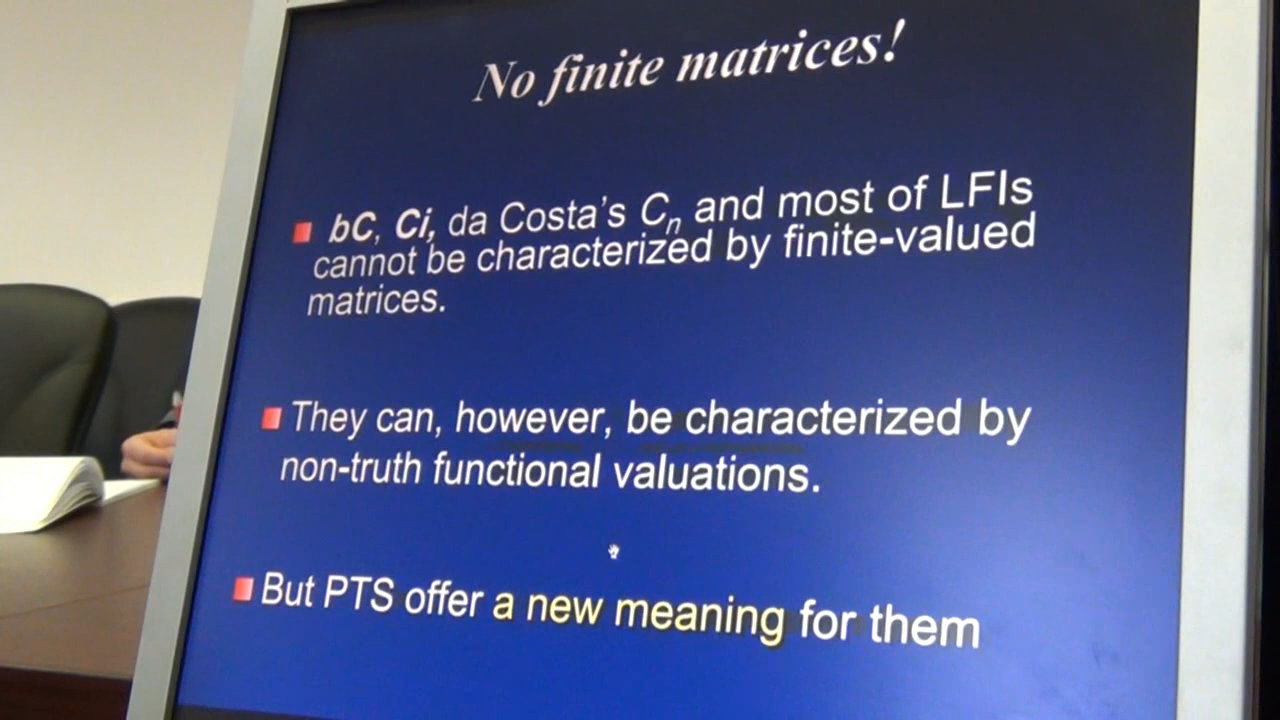 No finite matrices!
bC, Ci, da Costa's Cn and most of LFIs
cannot be characterized by finite-valued
matrices.
They can, however, be characterized by
non-truth functional valuations.
But PTS offer a new meaning for them